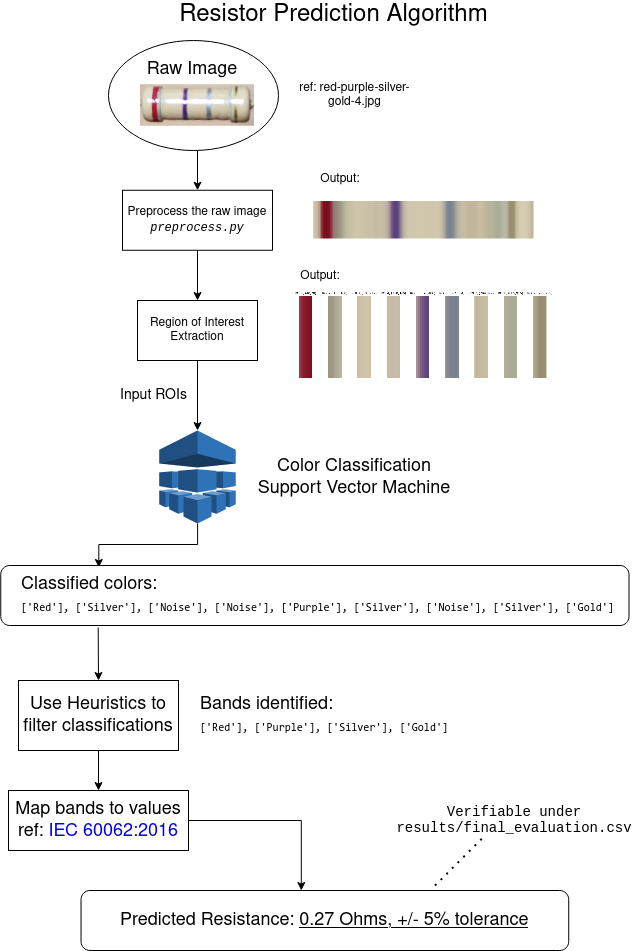 Resistor Prediction Algorithm
Raw Image
ref: red-purple-silver-
gold-4.jpg
Output:
Preprocess the raw image
preprocess.py
Output:
Region of Interest
Extraction
Input ROIs
Color Classification
Support Vector Machine
Classified colors:
['Red'], ['Silver'], ['Noise'], ['Noise'], ['Purple'], ['Silver'], ['Noise'], ['Silver'], ['Gold']
Use Heuristics to
filter classifications
Bands identified:
['Red'], ['Purple'], ['Silver'], ['Gold']
Map bands to values
ref: IEC 60062:2016
Verifiable under
results/final_evaluation.csv
Predicted Resistance: 0.27 Ohms, +/- 5% tolerance